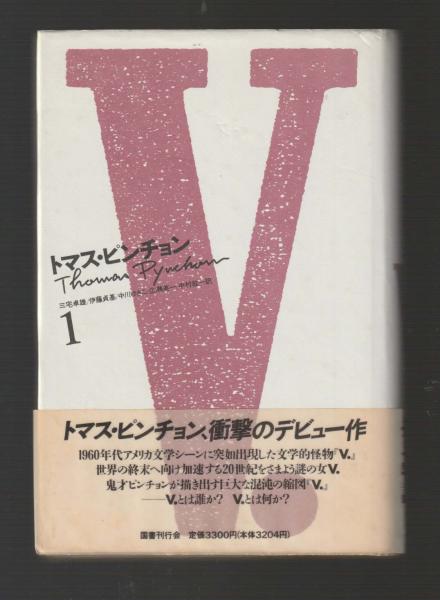 V.
トマス・ピンチョン
Thomas Pynchon
三宅卓雄/伊藤貞基/中川ゆきこ/広瀬英一/中村紘一訳
1
トマス・ピンチョン、衝撃のデビュー作
1960年代アメリカ文学シーンに突如出現した文学的怪物『V.』
世界の終末へ向け加速する20世紀をさまよう謎の女V.
鬼才ピンチョンが描き出す巨大な混沌の縮図『V.』
——V.とは誰か? V.とは何か?
国書刊行会 定価3300円(本体3204円)